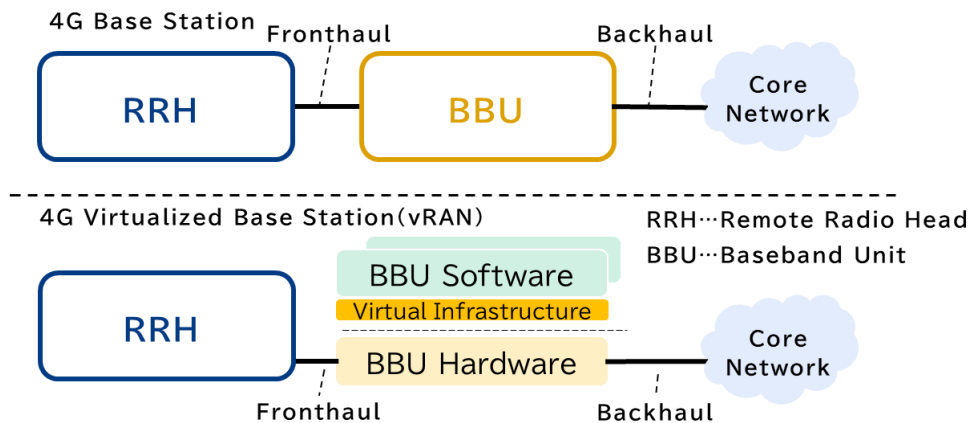 4G Base Station
Fronthaul
Backhaul
RRH
BBU
Core
Network
4G Virtualized Base Station(vRAN)
RRH…Remote Radio Head
BBU…Baseband Unit
BBU Software
Virtual Infrastructure
RRH
BBU Hardware
Core
Network
Fronthaul
Backhaul